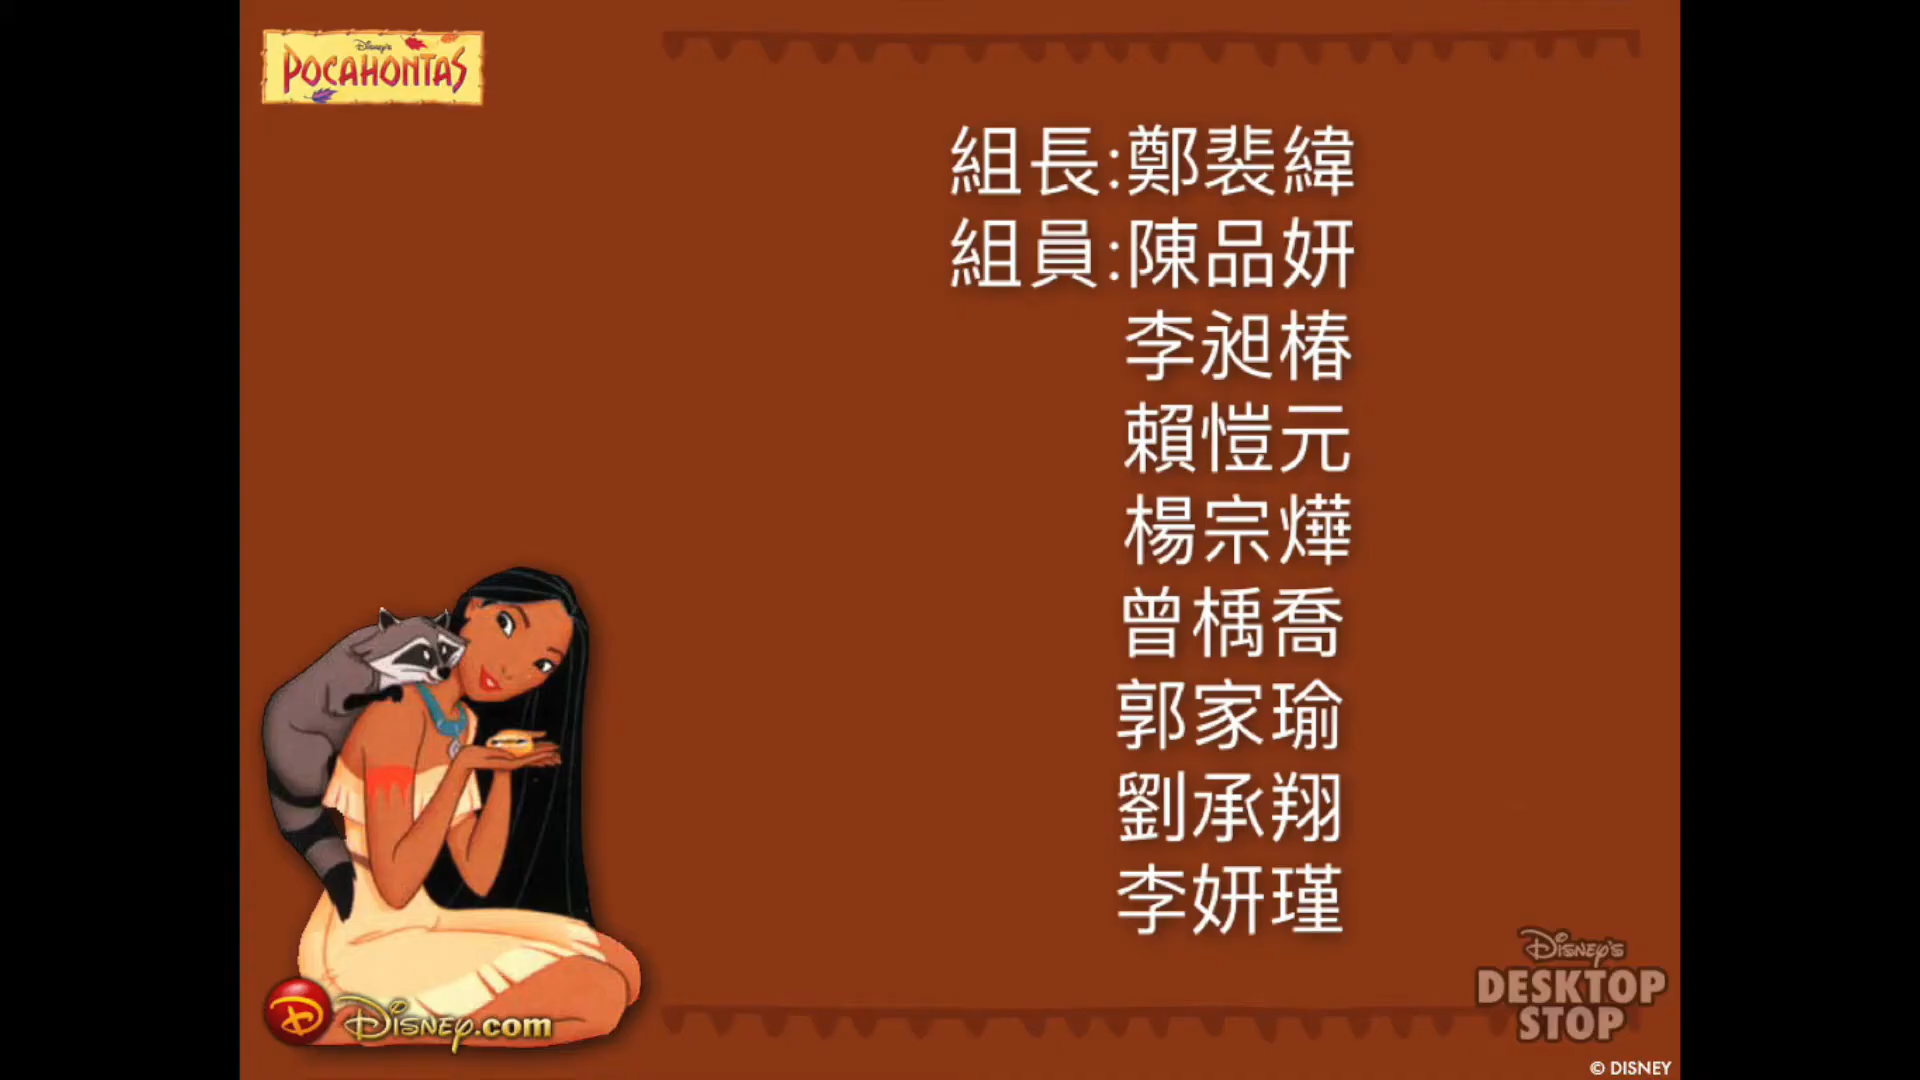 Disney's
POCAHONTAS
組長:鄭裴緯
組員:陳品妍
李昶椿
賴愷元
楊宗燁
曾楀喬
郭家瑜
劉承翔
李妍瑾
Disney.com
Disney's
DESKTOP
STOP
© DISNEY